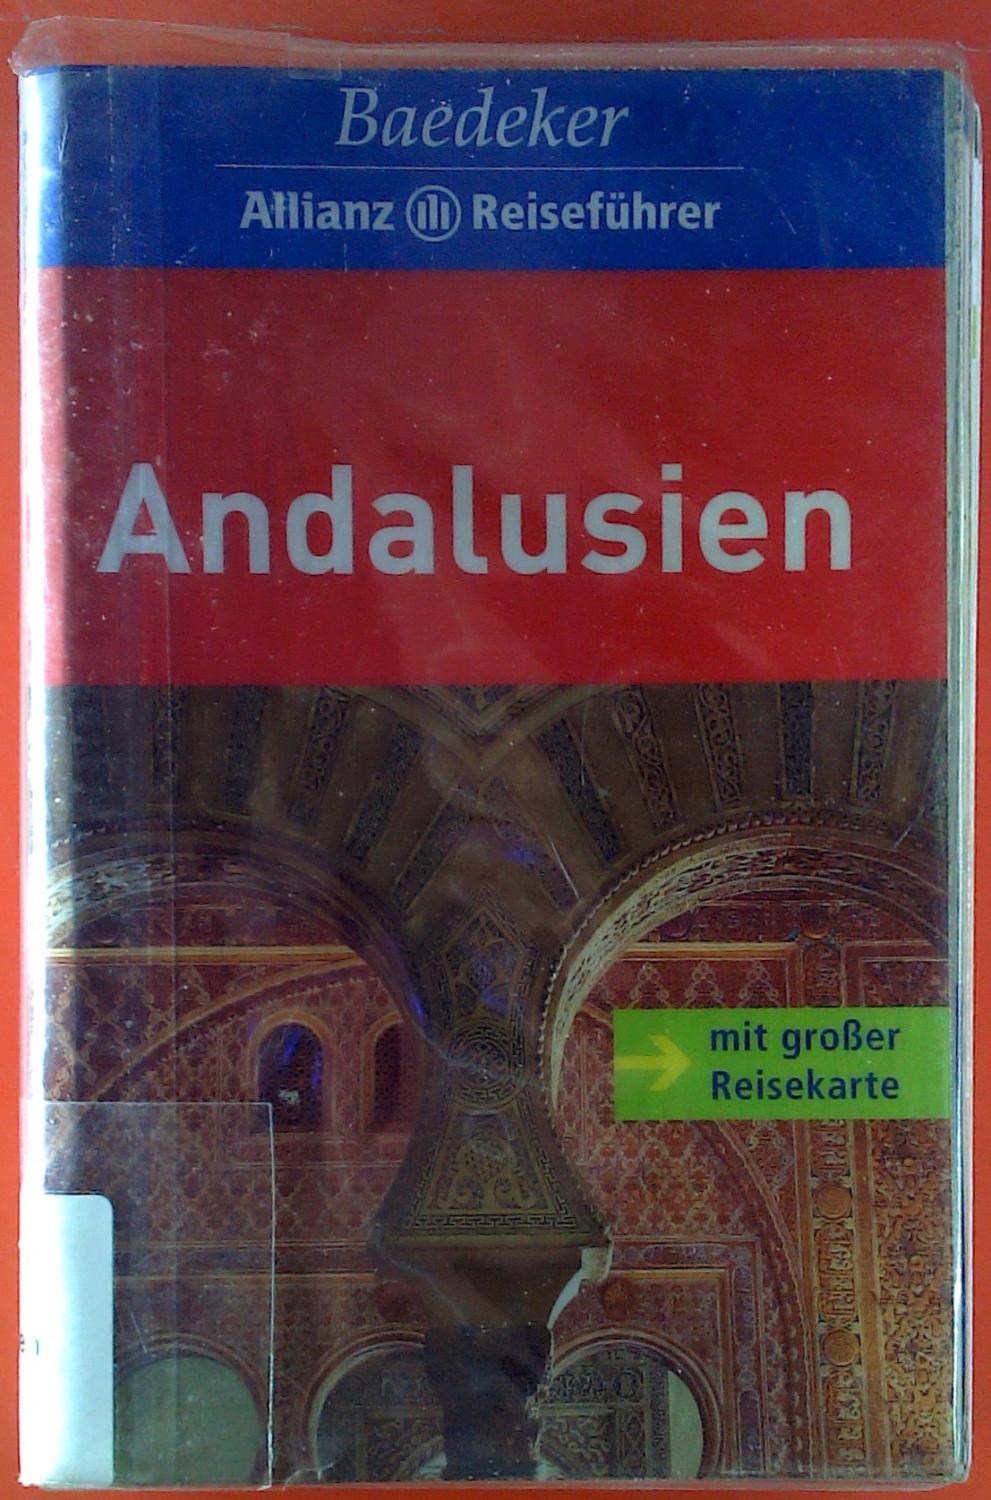 Baedeker
Allianz Reiseführer
Andalusien
mit großer
Reisekarte